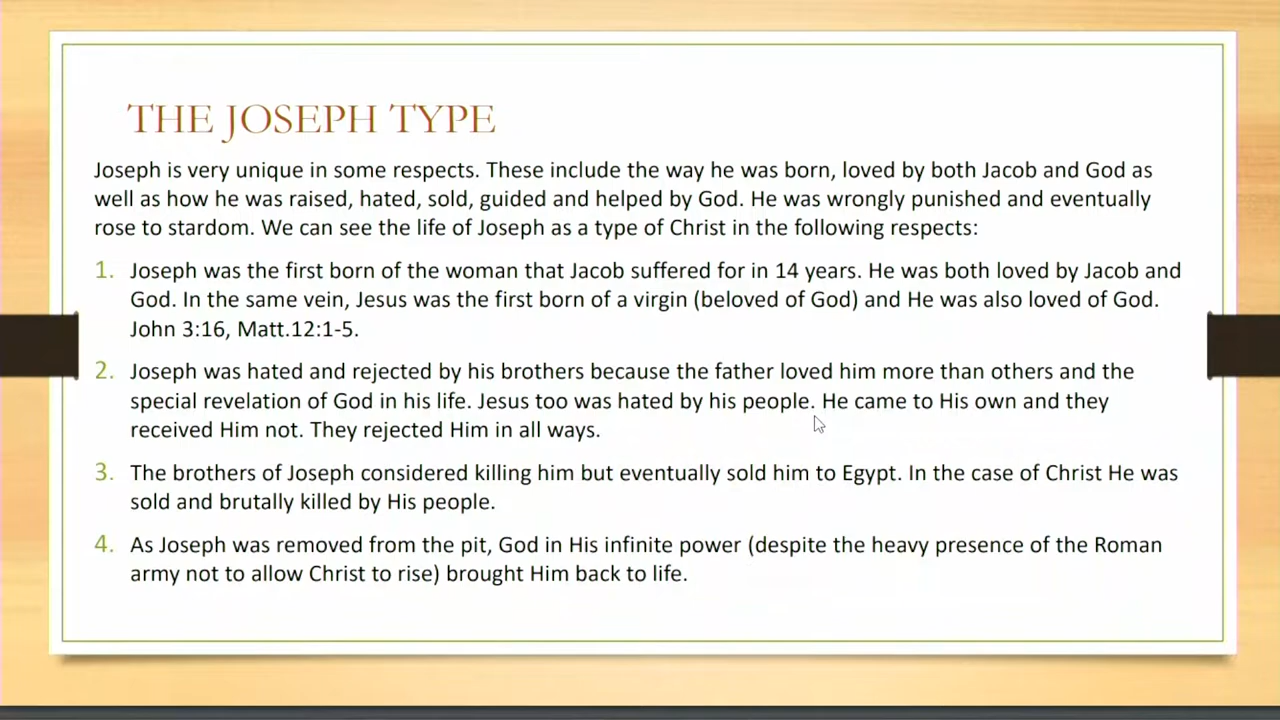 THE JOSEPH TYPE
Joseph is very unique in some respects. These include the way he was born, loved by both Jacob and God as
well as how he was raised, hated, sold, guided and helped by God. He was wrongly punished and eventually
rose to stardom. We can see the life of Joseph as a type of Christ in the following respects:
1. Joseph was the first born of the woman that Jacob suffered for in 14 years. He was both loved by Jacob and
God. In the same vein, Jesus was the first born of a virgin (beloved of God) and He was also loved of God.
John 3:16, Matt.12:1-5.
2. Joseph was hated and rejected by his brothers because the father loved him more than others and the
special revelation of God in his life. Jesus too was hated by his people. He came to His own and they
received Him not. They rejected Him in all ways.
3. The brothers of Joseph considered killing him but eventually sold him to Egypt. In the case of Christ He was
sold and brutally killed by His people.
4. As Joseph was removed from the pit, God in His infinite power (despite the heavy presence of the Roman
army not to allow Christ to rise) brought Him back to life.